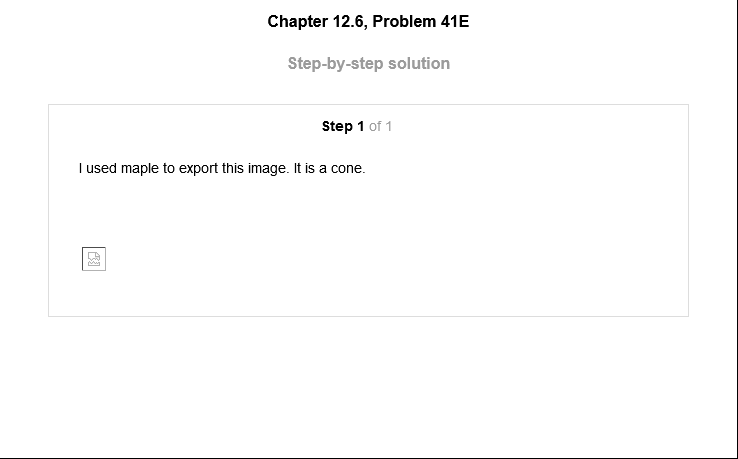 Chapter 12.6, Problem 41E
Step-by-step solution
Step 1 of 1
I used maple to export this image. It is a cone.